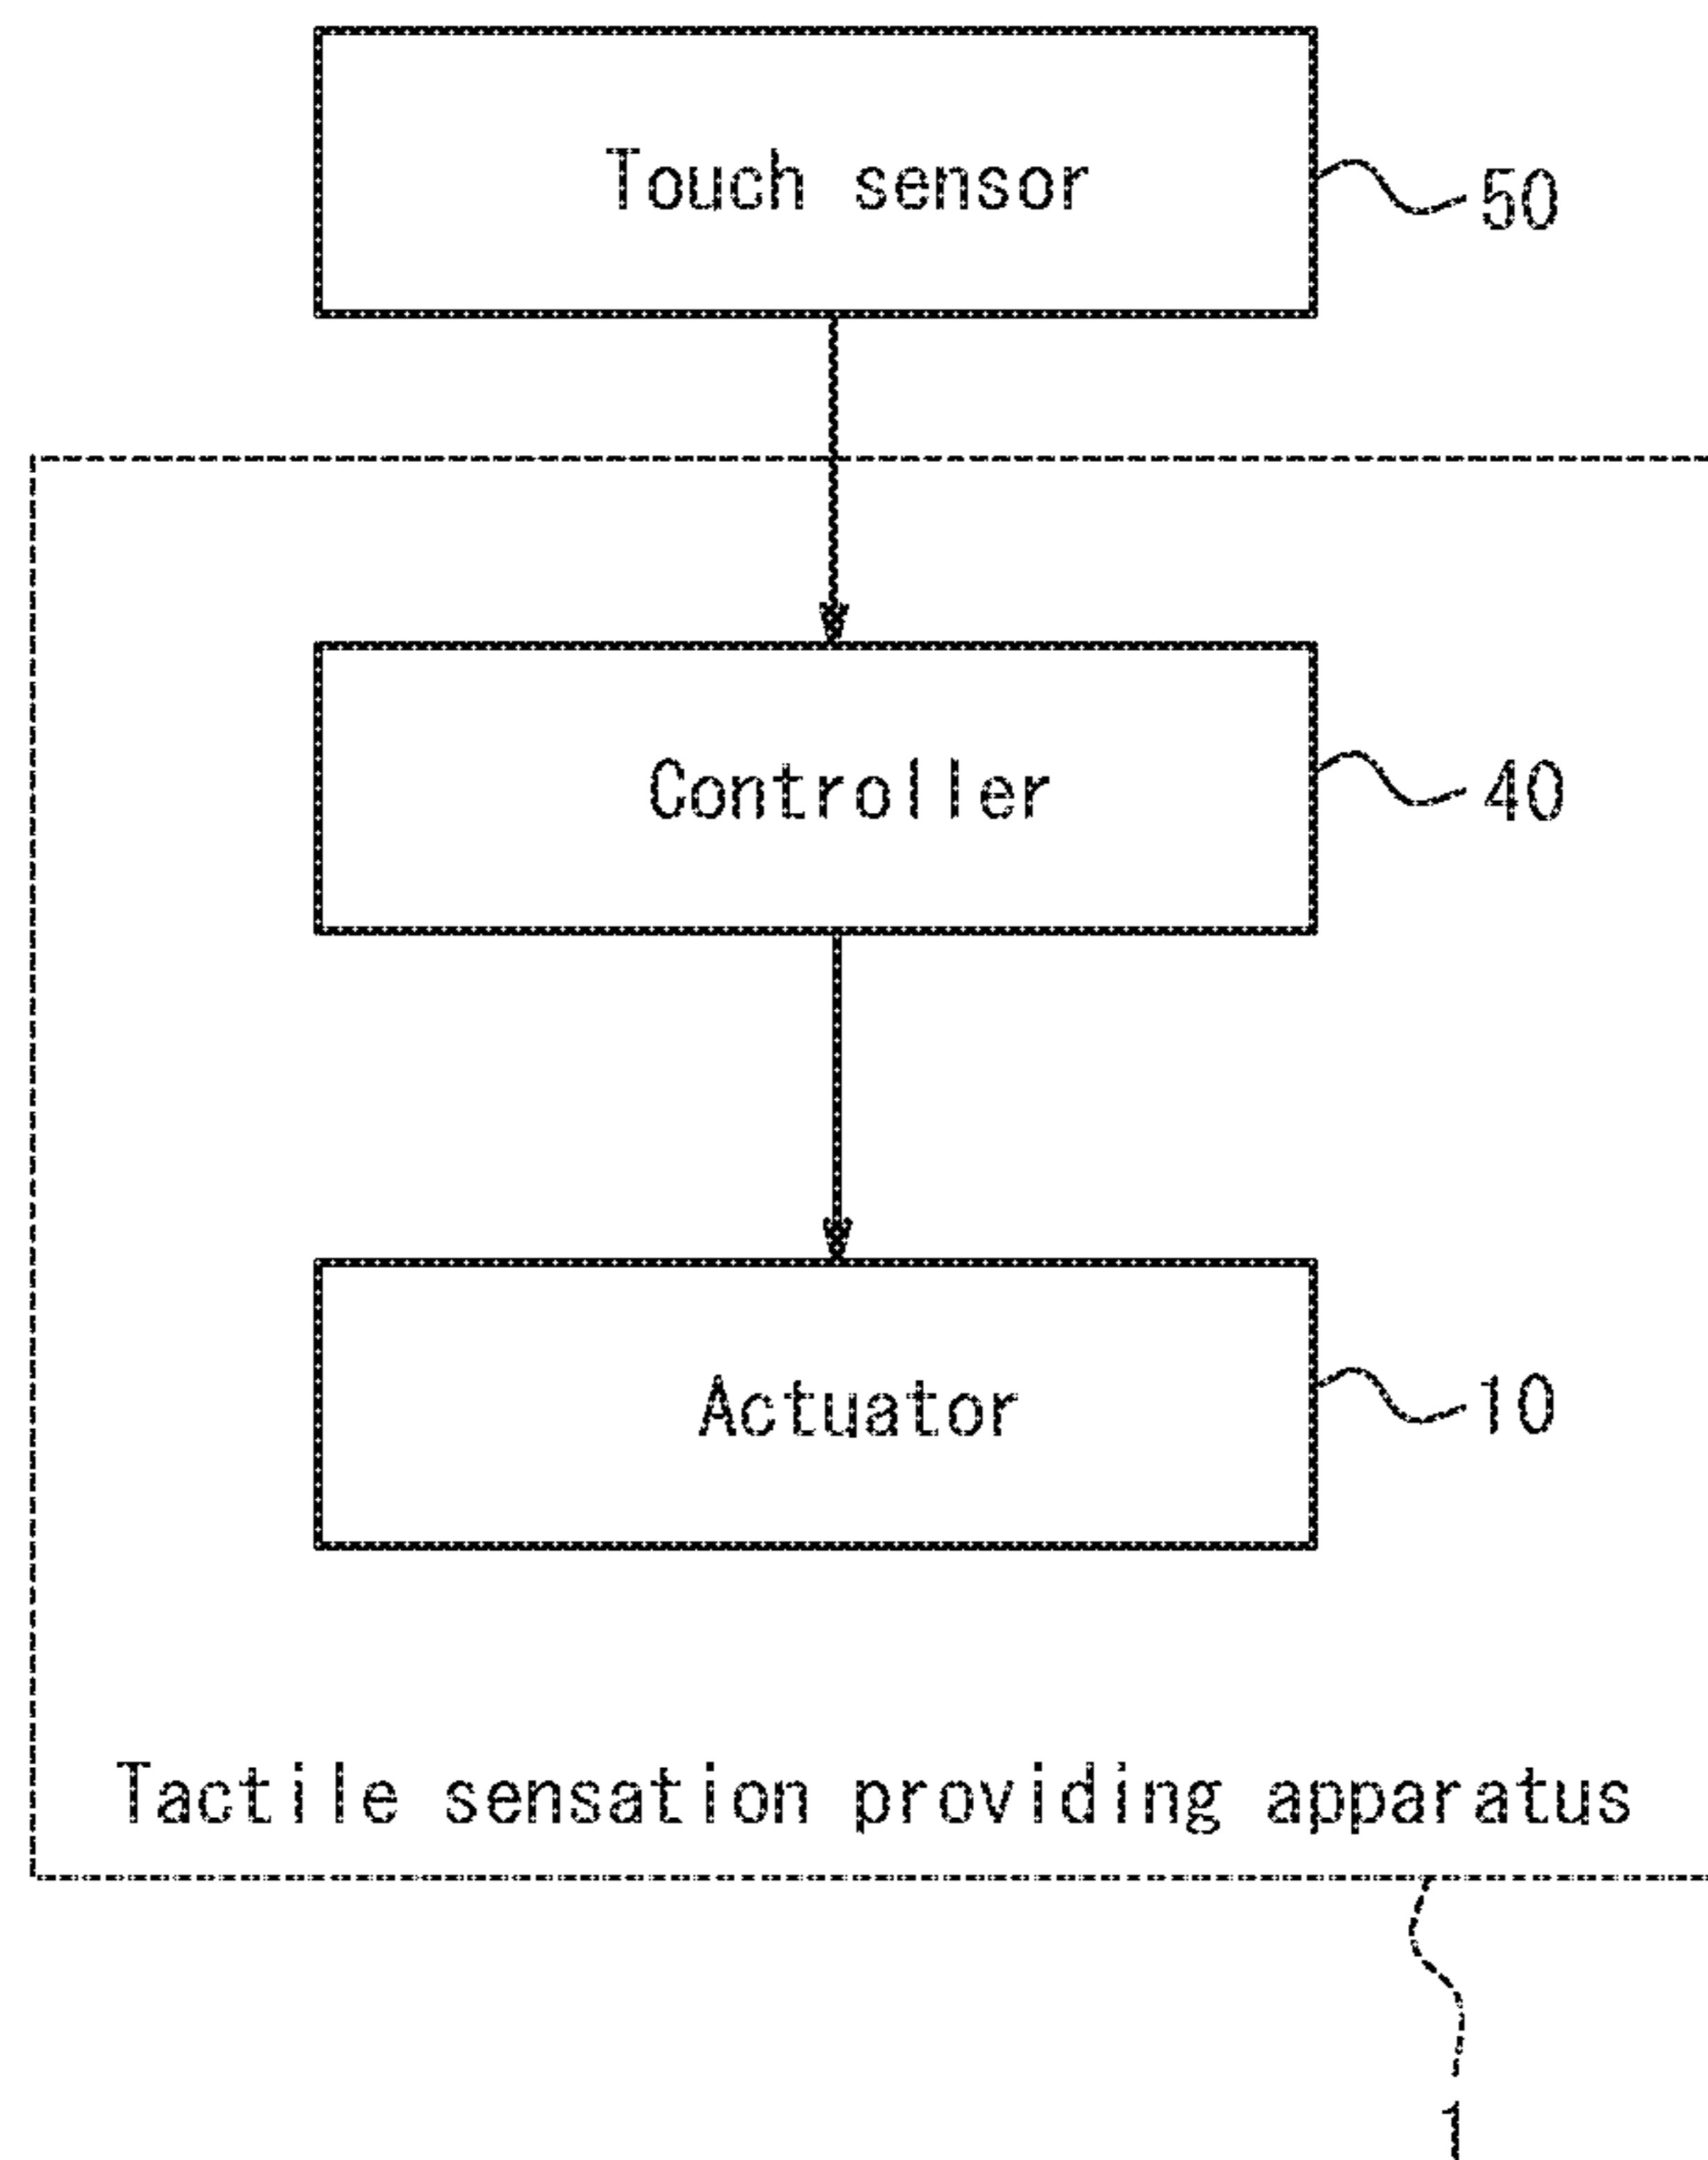 Touch sensor
50
Controller
40
Actuator
10
Tactile sensation providing apparatus
1